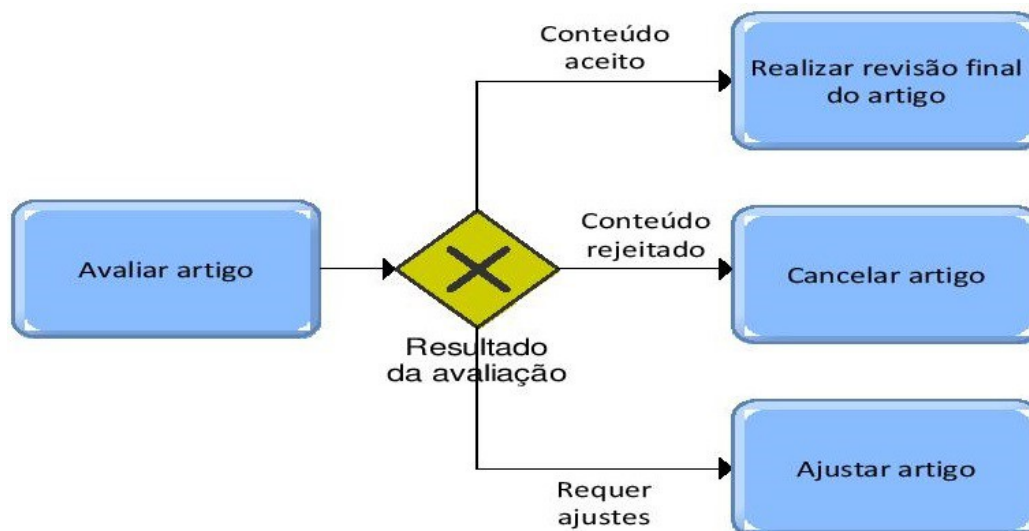 Conteúdo
aceito
Realizar revisão final
do artigo
Avaliar artigo
Conteúdo
rejeitado
Cancelar artigo
Resultado
da avaliação
Requer
ajustes
Ajustar artigo